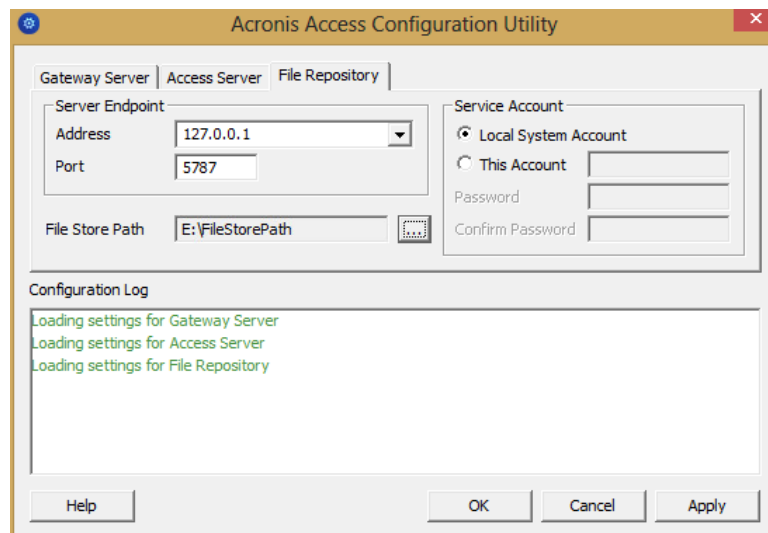 Acronis Access Configuration Utility
Gateway Server
Access Server
File Repository
Server Endpoint
Address
127.0.0.1
Port
5787
File Store Path
E:\FileStorePath
...
Service Account
Local System Account
This Account
Password
Confirm Password
Configuration Log
Loading settings for Gateway Server
Loading settings for Access Server
Loading settings for File Repository
Help
OK
Cancel
Apply